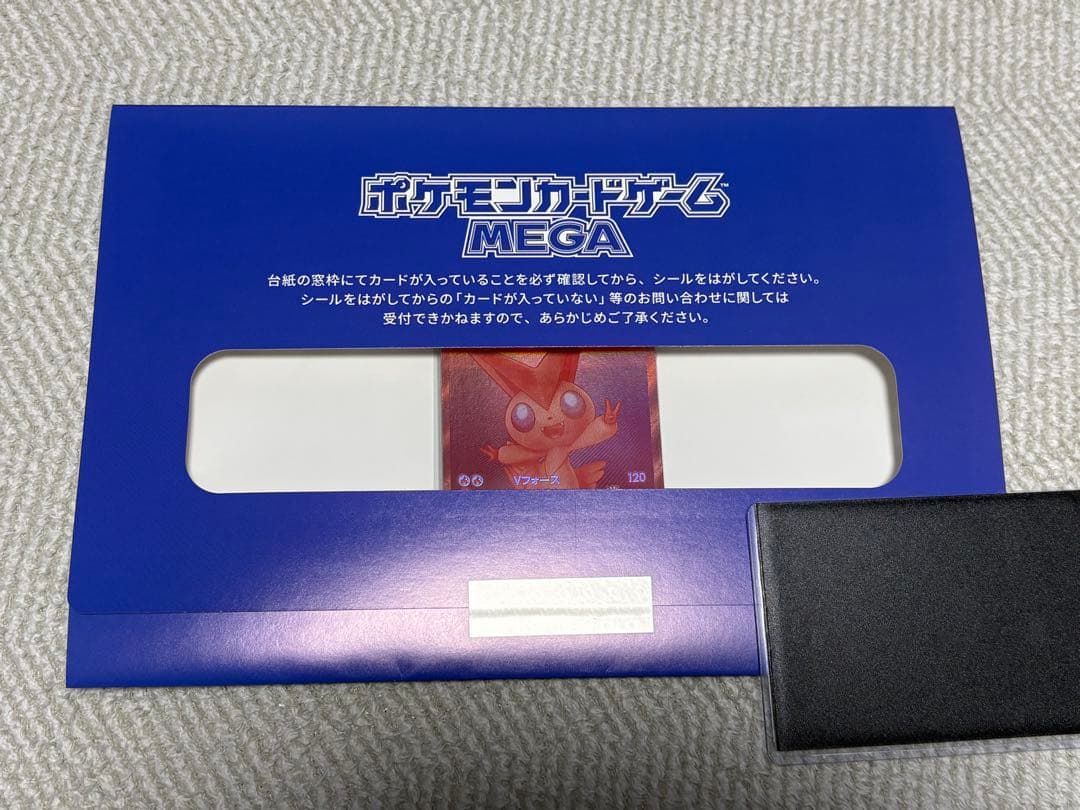 ポケモンカードゲーム™
MEGA
台紙の窓枠にてカードが入っていることを必ず確認してから、シールをはがしてください。
シールをはがしてからの「カードが入っていない」等のお問い合わせに関しては
受付できかねますので、あらかじめご了承ください。
Vフォース 120